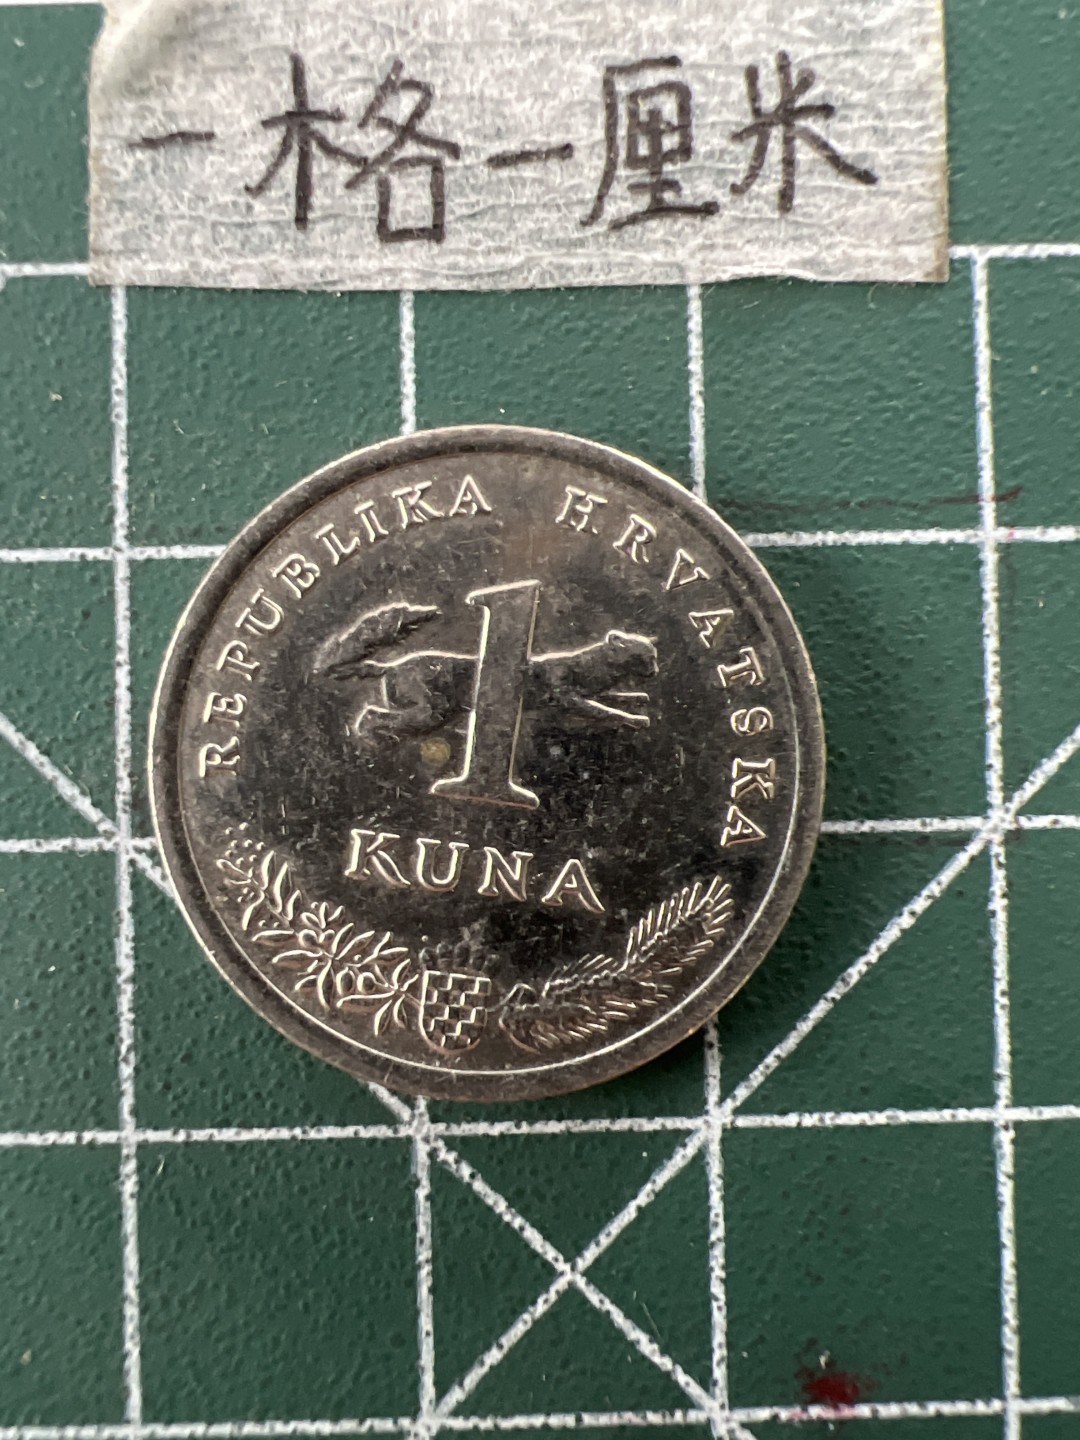 一格一厘米
REPUBLIKA HRVATSKA
1
KUNA